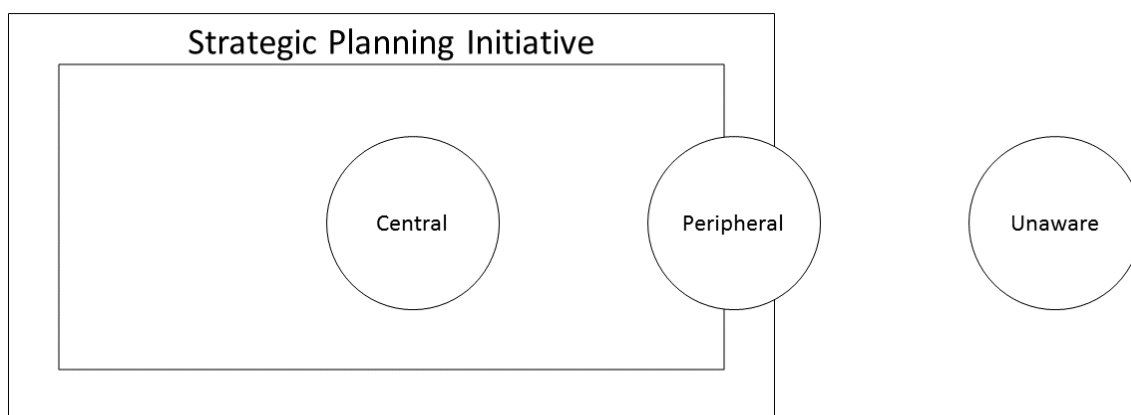 Strategic Planning Initiative
Central
Peripheral
Unaware